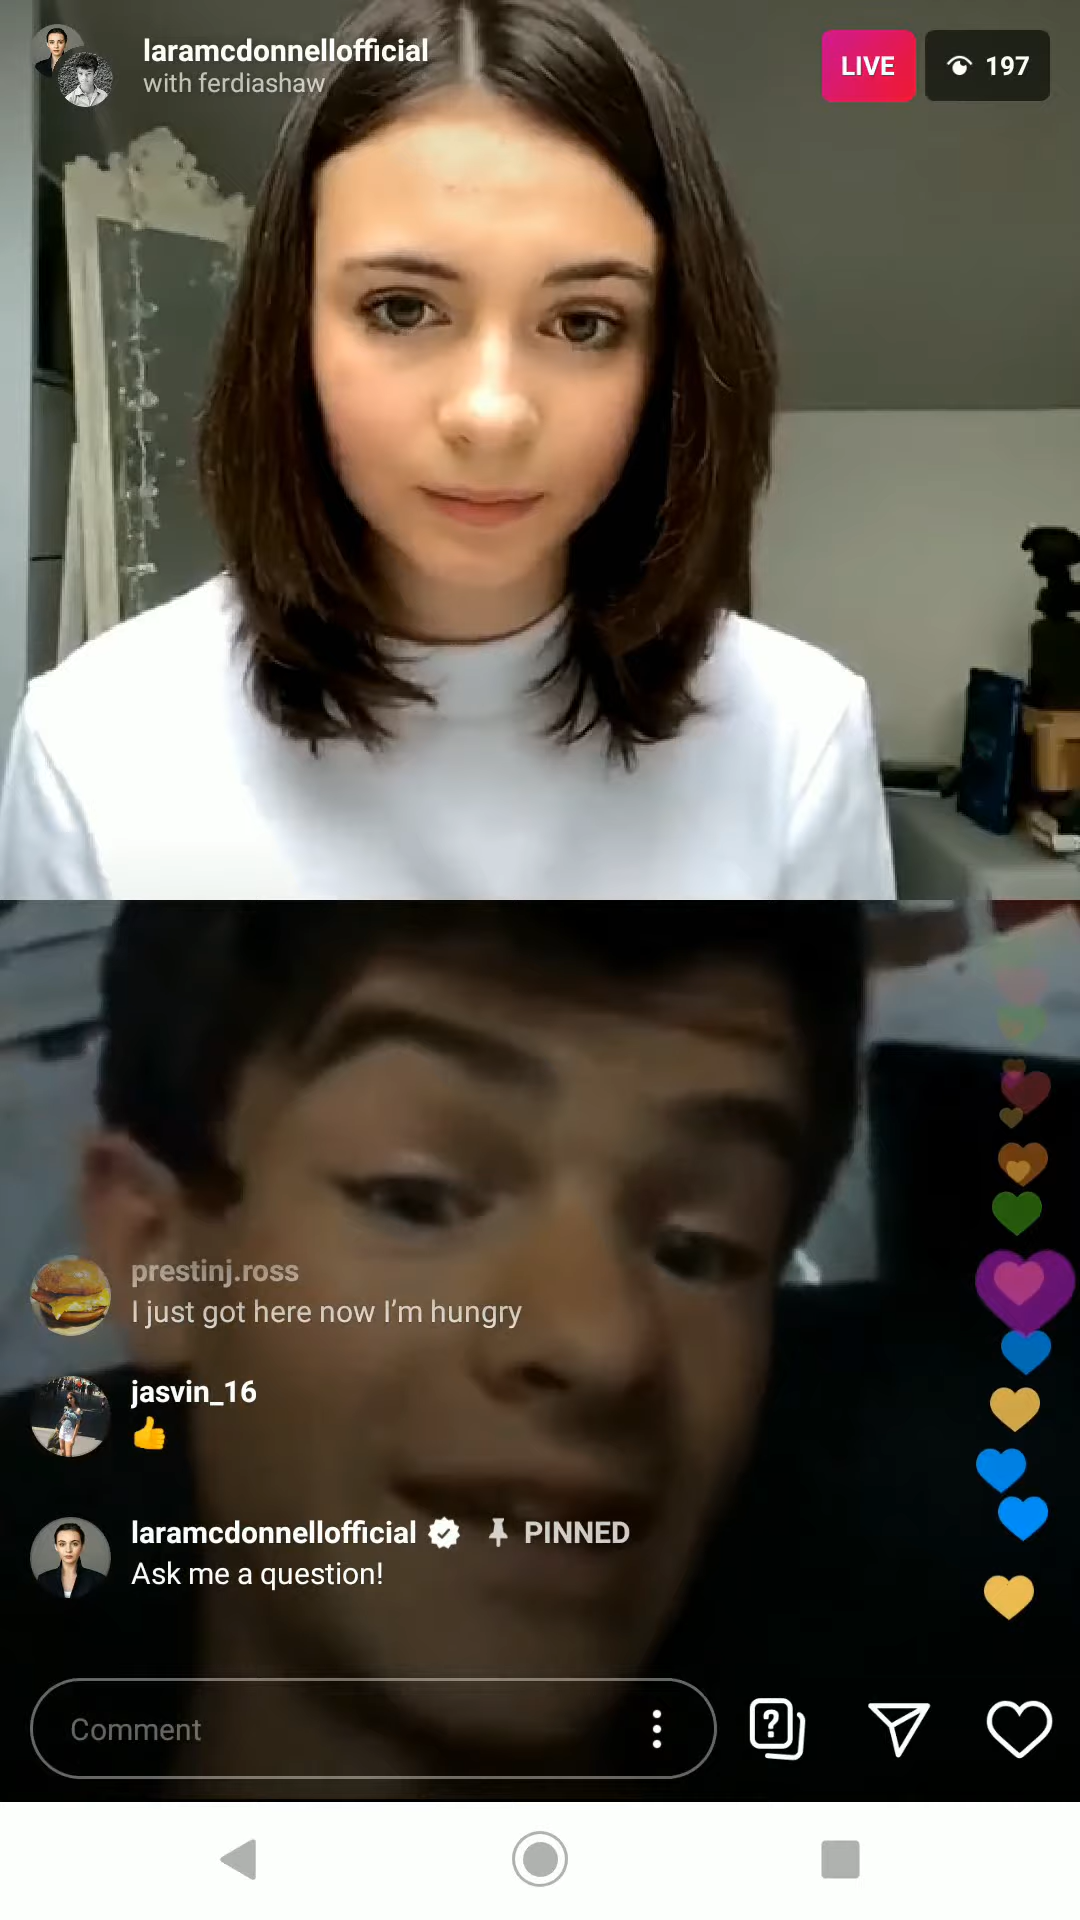 laramcdonnellofficial
with ferdiashaw
LIVE
197
prestinj.ross
I just got here now I’m hungry
jasvin_16
👍
laramcdonnellofficial PINNED
Ask me a question!
Comment